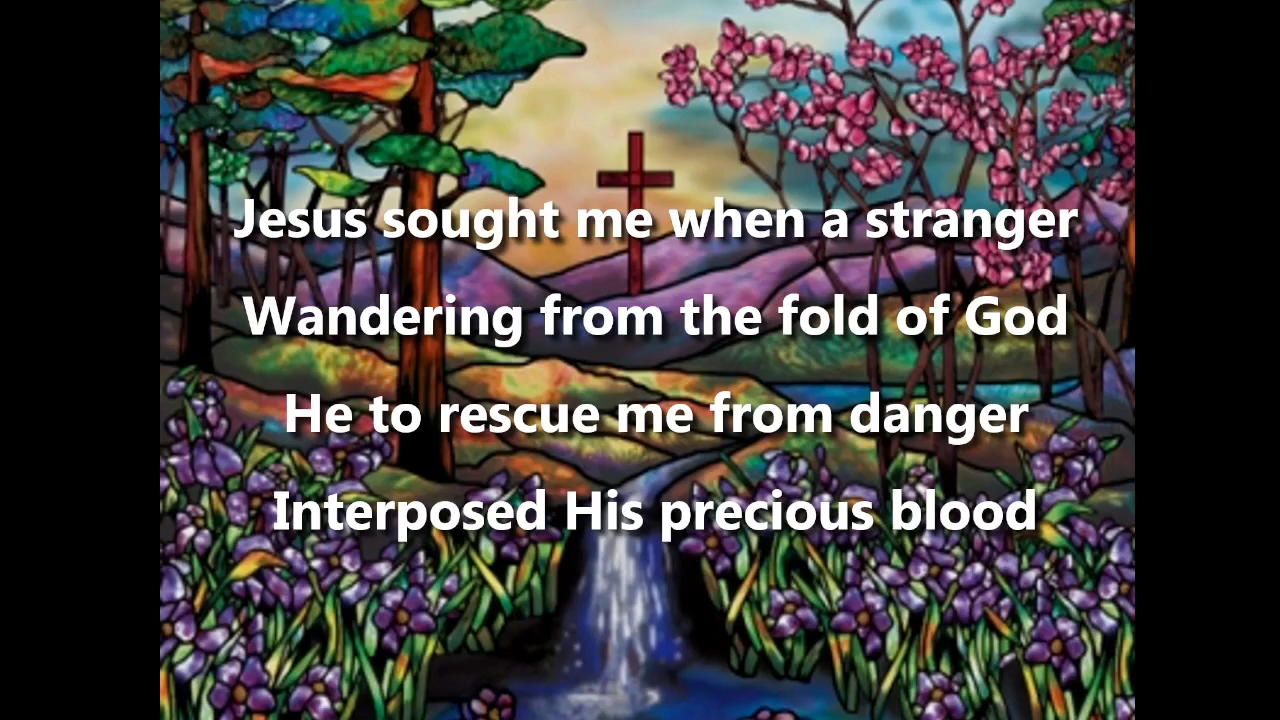 Jesus sought me when a stranger
Wandering from the fold of God
He to rescue me from danger
Interposed His precious blood